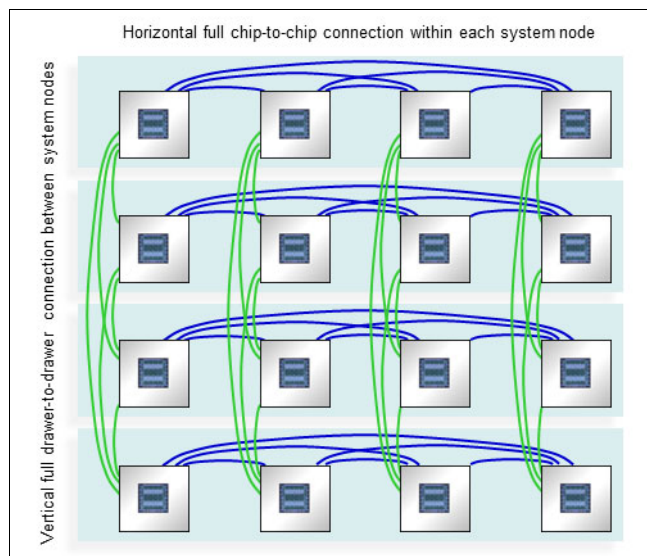 Horizontal full chip-to-chip connection within each system node
Vertical full drawer-to-drawer connection between system nodes